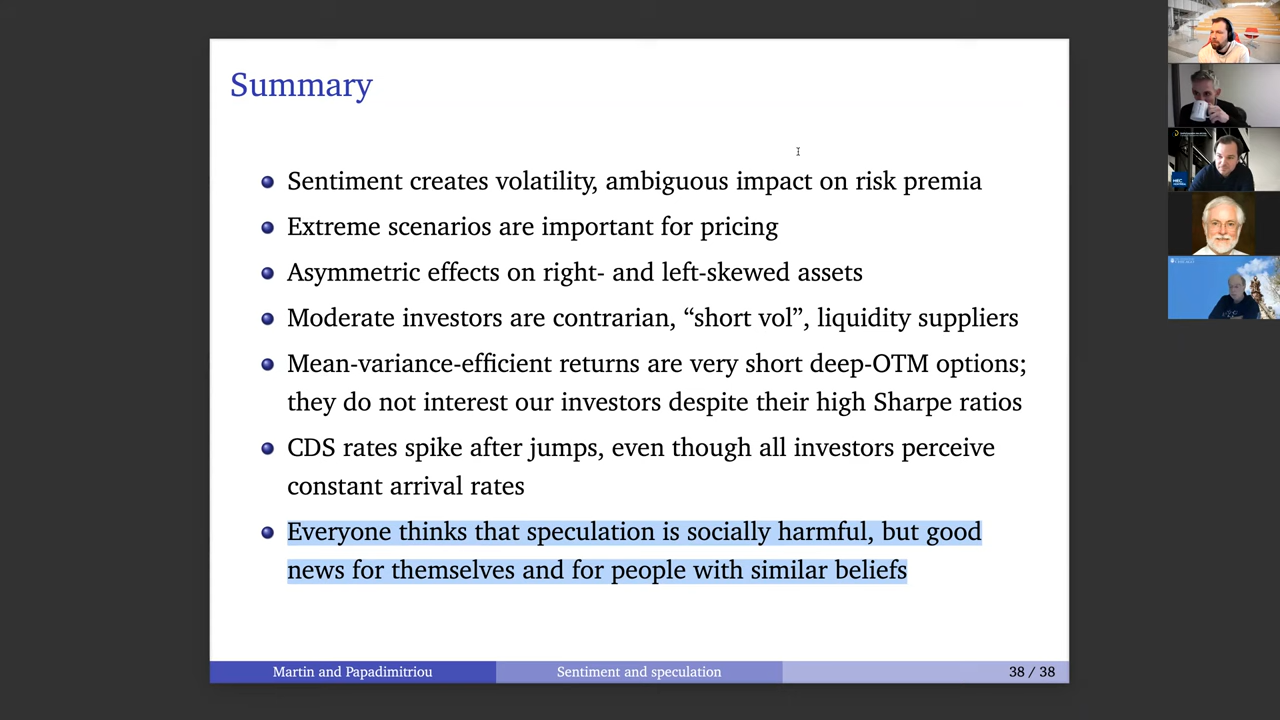 Summary
Sentiment creates volatility, ambiguous impact on risk premia
Extreme scenarios are important for pricing
Asymmetric effects on right- and left-skewed assets
Moderate investors are contrarian, “short vol”, liquidity suppliers
Mean-variance-efficient returns are very short deep-OTM options;
they do not interest our investors despite their high Sharpe ratios
CDS rates spike after jumps, even though all investors perceive
constant arrival rates
Everyone thinks that speculation is socially harmful, but good
news for themselves and for people with similar beliefs
Martin and Papadimitriou
Sentiment and speculation
38 / 38
HEC